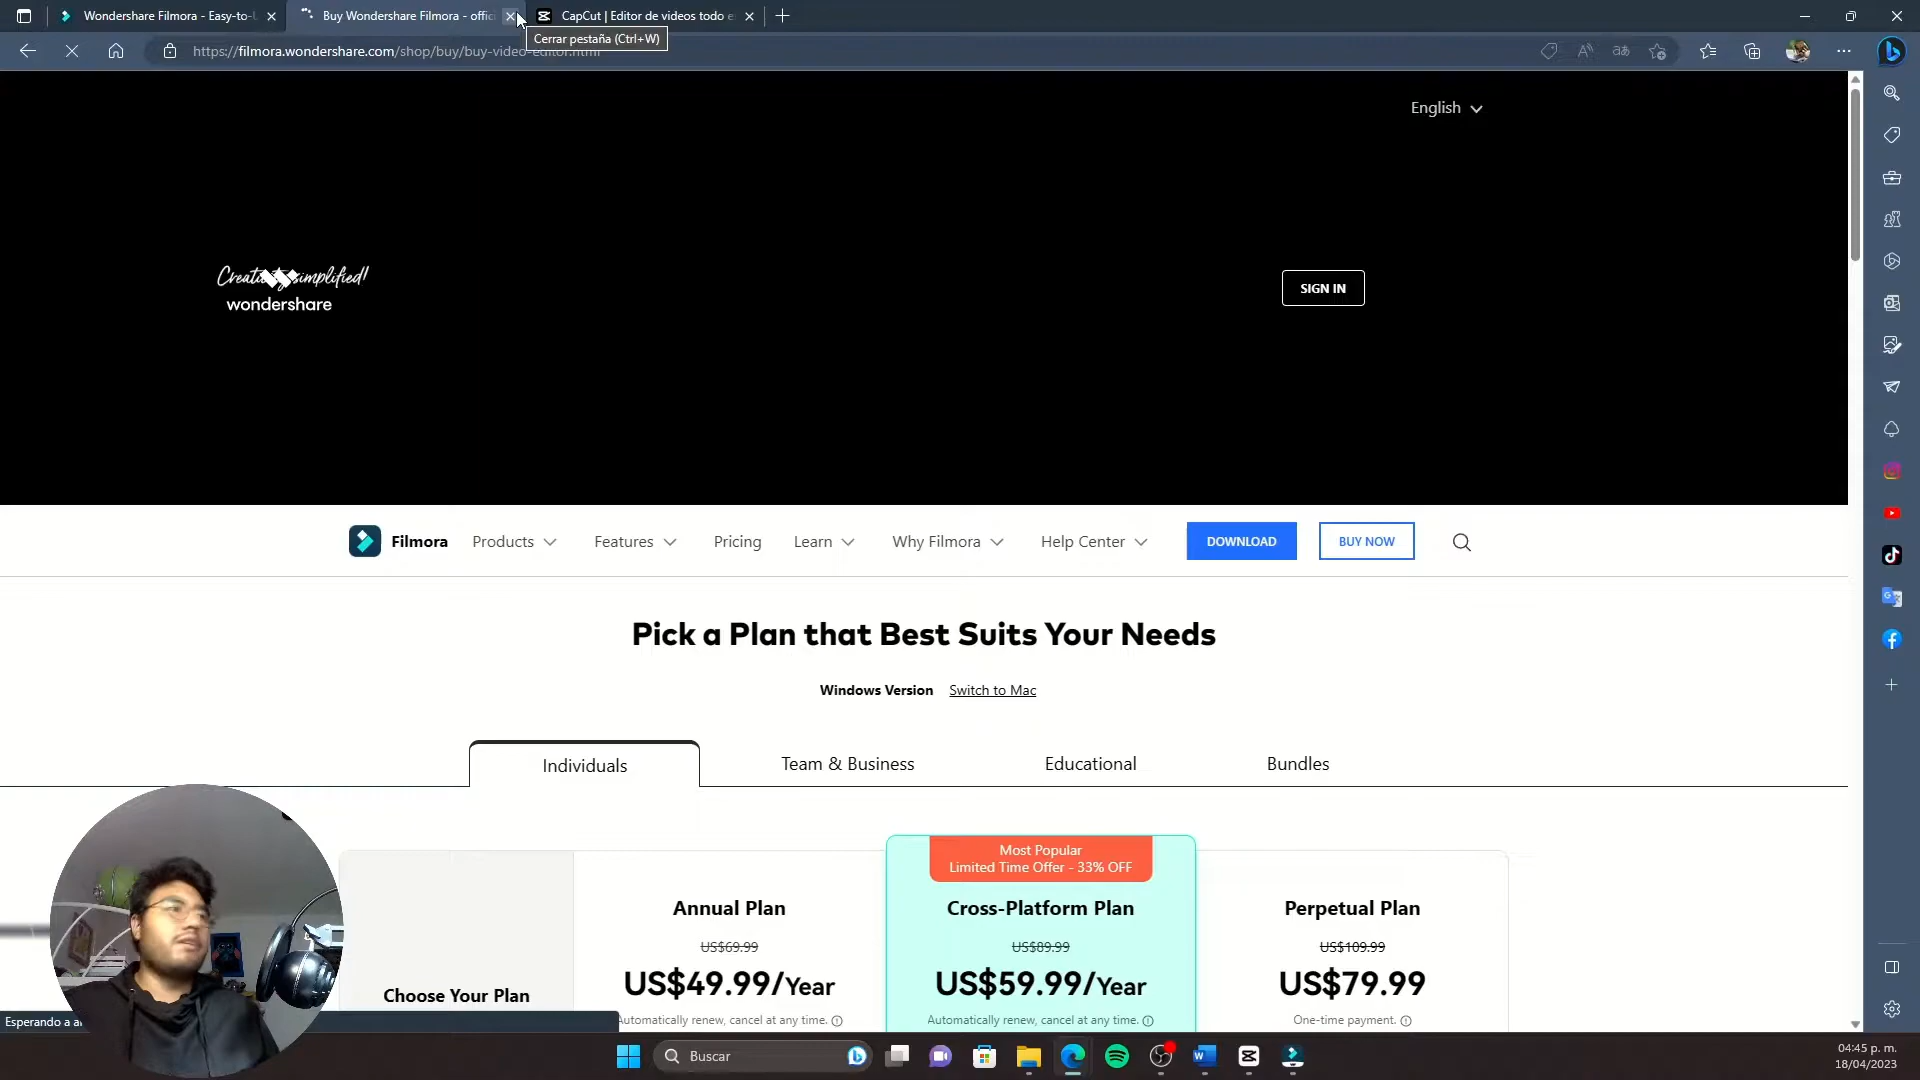 Wondershare Filmora - Easy-to-U
Buy Wondershare Filmora - offic
CapCut | Editor de videos todo e
Cerrar pestaña (Ctrl+W)
https://filmora.wondershare.com/shop/buy/buy-video-editor.html
English
wondershare
SIGN IN
Filmora
Products
Features
Pricing
Learn
Why Filmora
Help Center
DOWNLOAD
BUY NOW
Pick a Plan that Best Suits Your Needs
Windows Version
Switch to Mac
Individuals
Team & Business
Educational
Bundles
Most Popular
Limited Time Offer - 33% OFF
Annual Plan
Cross-Platform Plan
Perpetual Plan
US$69.99
US$89.99
US$109.99
US$49.99/Year
US$59.99/Year
US$79.99
Choose Your Plan
Automatically renew, cancel at any time.
Automatically renew, cancel at any time.
One-time payment.
Esperando a
Buscar
04:45 p. m.
18/04/2023